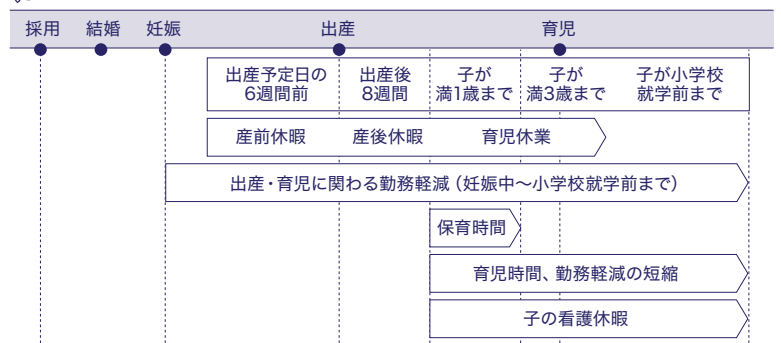 採用 結婚 妊娠 出産 育児
出産予定日の 出産後 子が 子が 子が小学校
6週間前 8週間 満1歳まで 満3歳まで 就学前まで
産前休暇 産後休暇 育児休業
出産・育児に関わる勤務軽減（妊娠中～小学校就学前まで）
保育時間
育児時間、勤務軽減の短縮
子の看護休暇